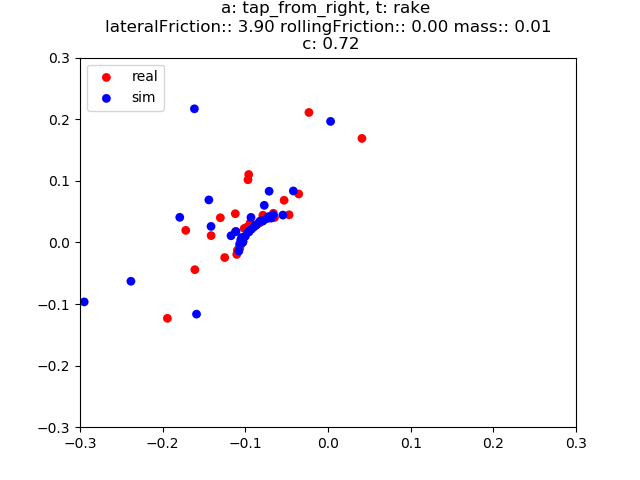 a: tap_from_right, t: rake
lateralFriction:: 3.90 rollingFriction:: 0.00 mass:: 0.01
c: 0.72
real
sim
0.3
0.2
0.1
0.0
−0.1
−0.2
−0.3
−0.3
−0.2
−0.1
0.0
0.1
0.2
0.3